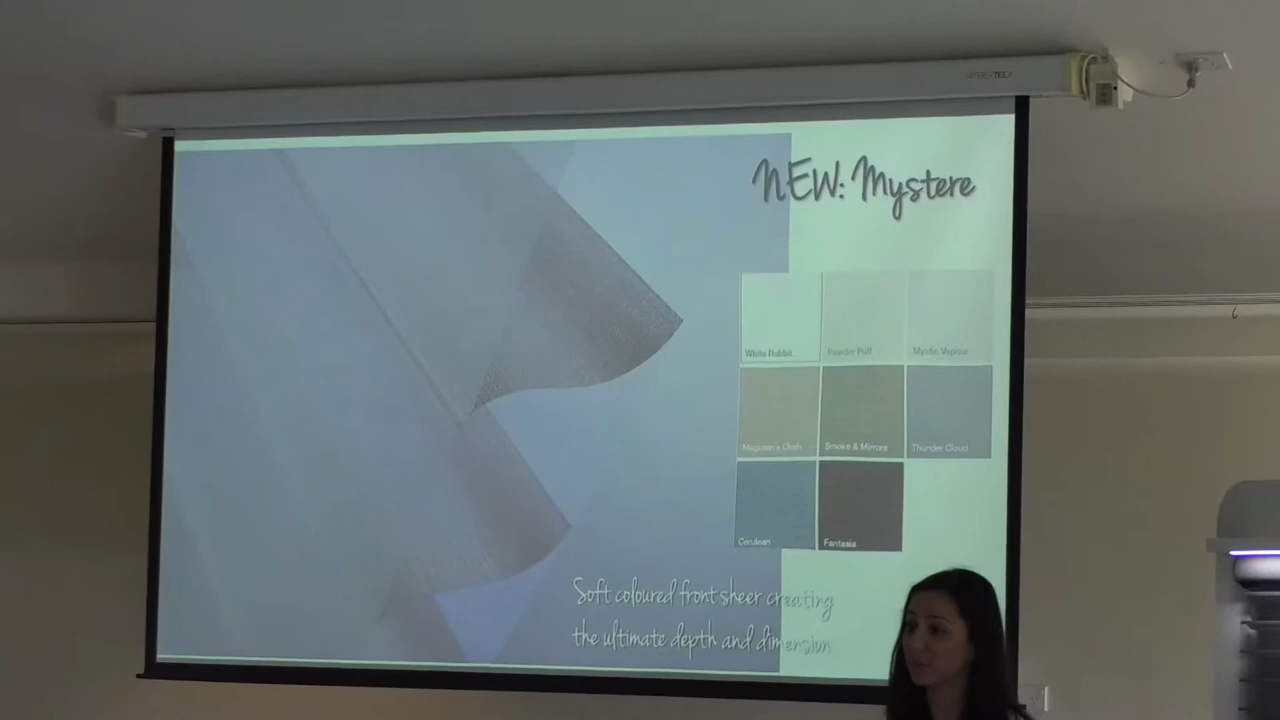 NEW: Mystere
White Rabbit
Powder Puff
Mystic Vapour
Magician's Cloth
Smoke & Mirrors
Thunder Cloud
Cerulean
Fantasia
Soft coloured front sheer creating
the ultimate depth and dimension